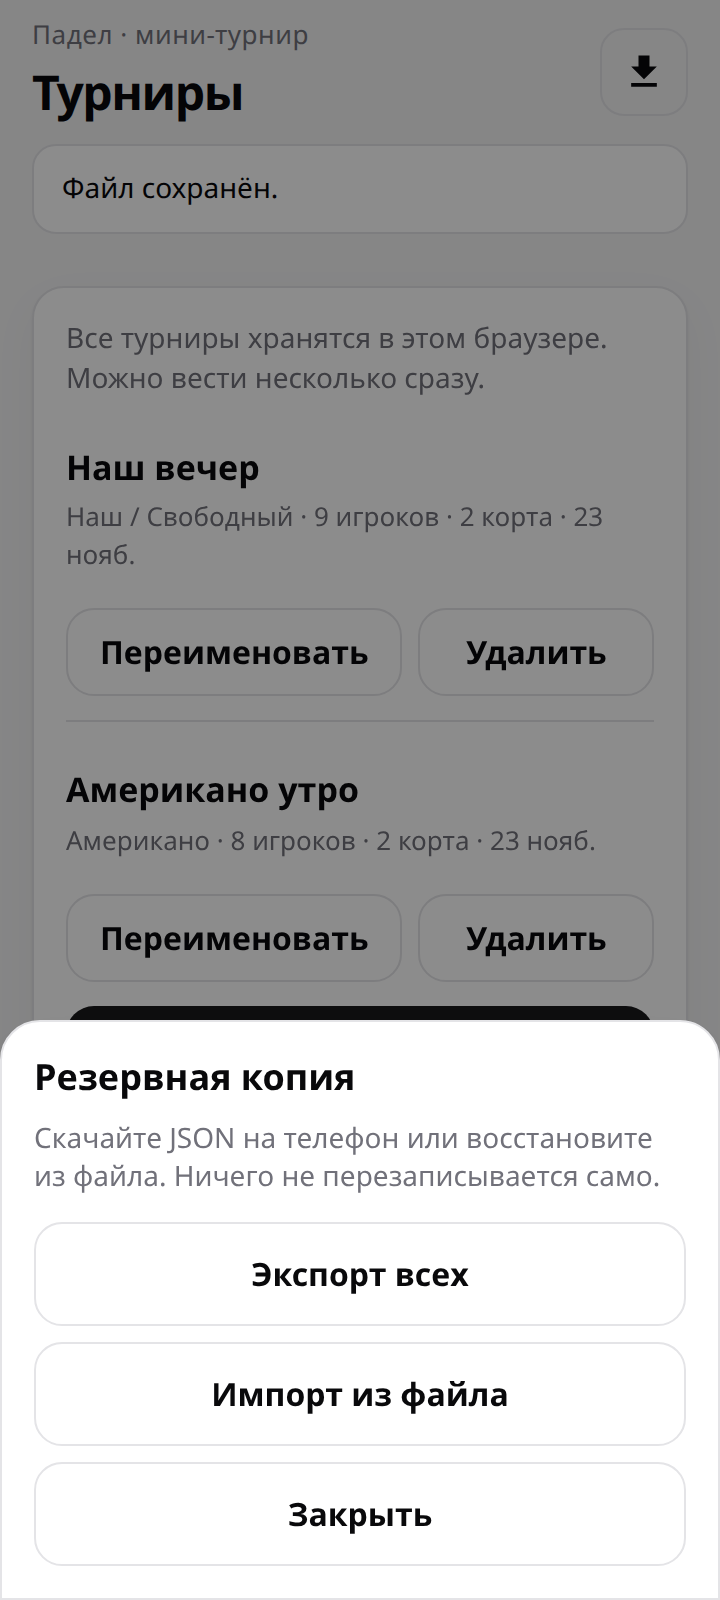 Падел · мини-турнир
Турниры
Файл сохранён.
Все турниры хранятся в этом браузере.
Можно вести несколько сразу.
Наш вечер
Наш / Свободный · 9 игроков · 2 корта · 23
нояб.
Переименовать
Удалить
Американо утро
Американо · 8 игроков · 2 корта · 23 нояб.
Переименовать
Удалить
Резервная копия
Скачайте JSON на телефон или восстановите
из файла. Ничего не перезаписывается само.
Экспорт всех
Импорт из файла
Закрыть